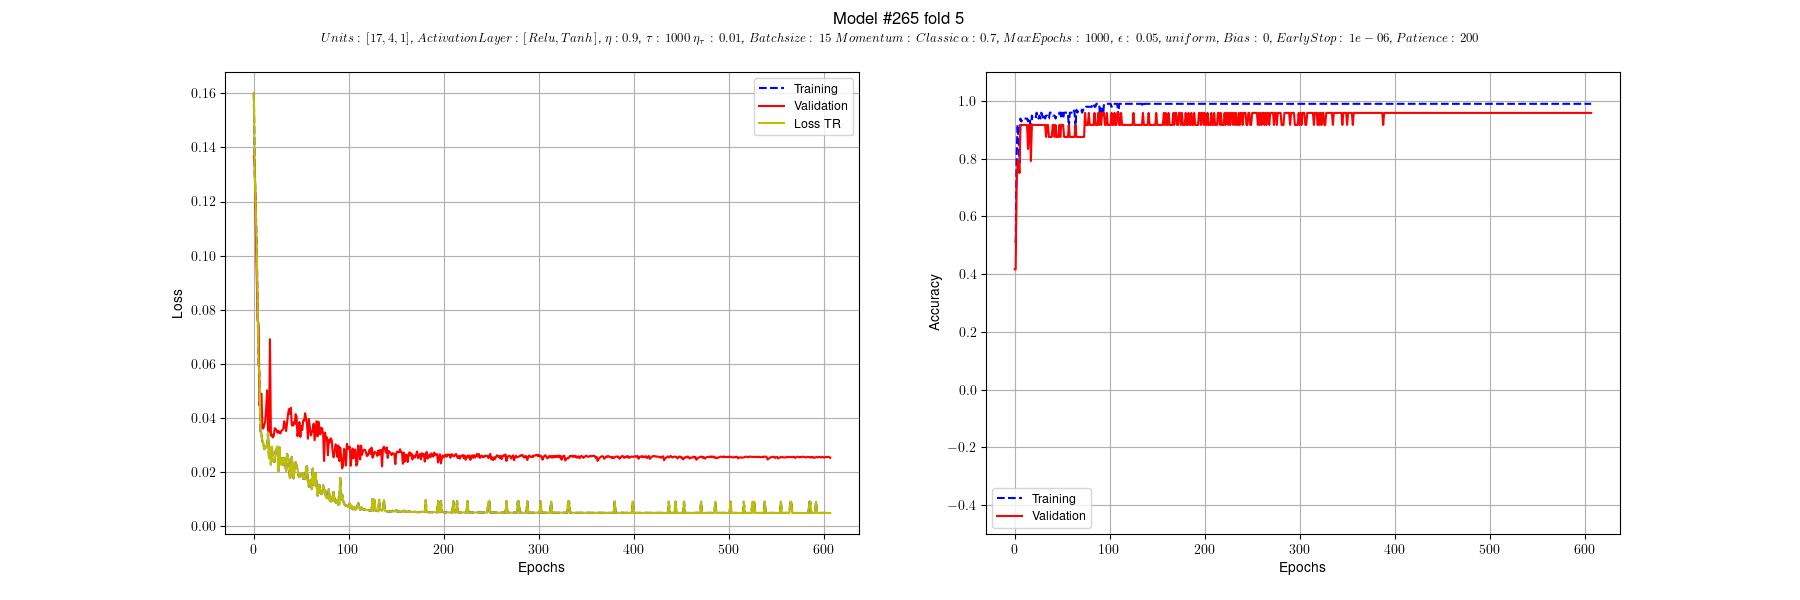 Model #265 fold 5
Units : [17, 4, 1], ActivationLayer : [Relu, Tanh], η : 0.9, τ : 1000 ητ : 0.01, Batchsize : 15 Momentum : Classic α : 0.7, MaxEpochs : 1000, ϵ : 0.05, uniform, Bias : 0, EarlyStop : 1e − 06, Patience : 200
Loss
0.16
0.14
0.12
0.10
0.08
0.06
0.04
0.02
0.00
Training
Validation
Loss TR
0 100 200 300 400 500 600
Epochs
Accuracy
1.0
0.8
0.6
0.4
0.2
0.0
−0.2
−0.4
Training
Validation
0 100 200 300 400 500 600
Epochs